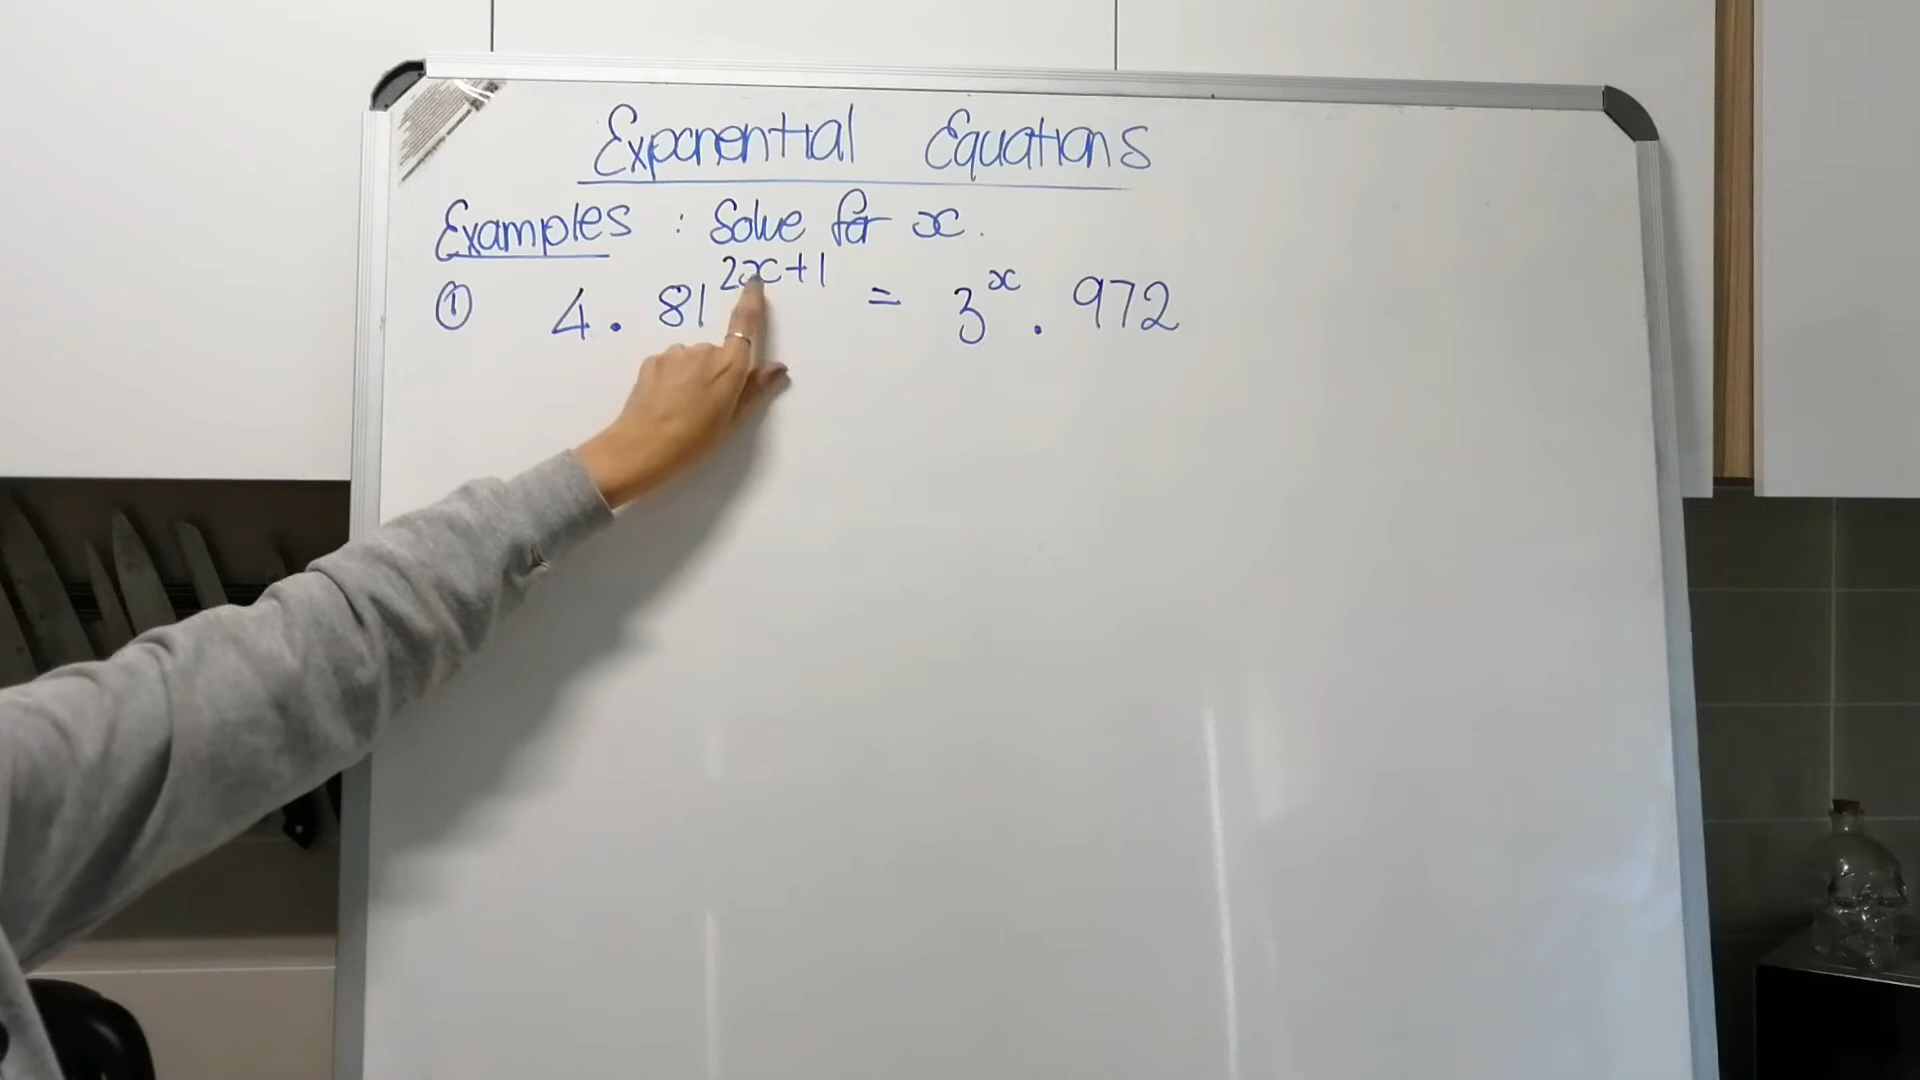 Exponential Equations
Examples : Solve for x.
① 4 . 81^(2x+1) = 3^x . 972